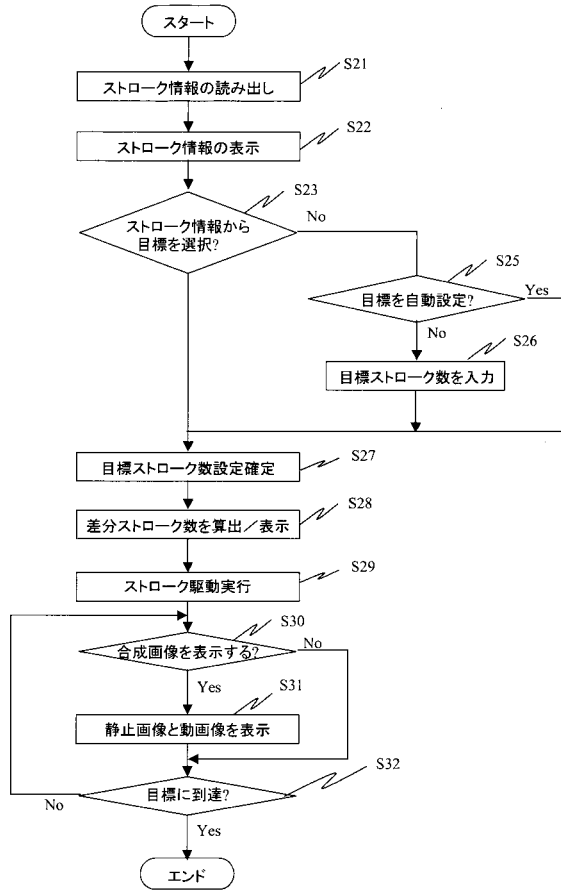 スタート
S21
ストローク情報の読み出し
S22
ストローク情報の表示
S23
ストローク情報から
目標を選択?
No
S25
目標を自動設定?
Yes
No
S26
目標ストローク数を入力
S27
目標ストローク数設定確定
S28
差分ストローク数を算出／表示
S29
ストローク駆動実行
S30
合成画像を表示する?
No
Yes
S31
静止画像と動画像を表示
S32
目標に到達?
No
Yes
エンド